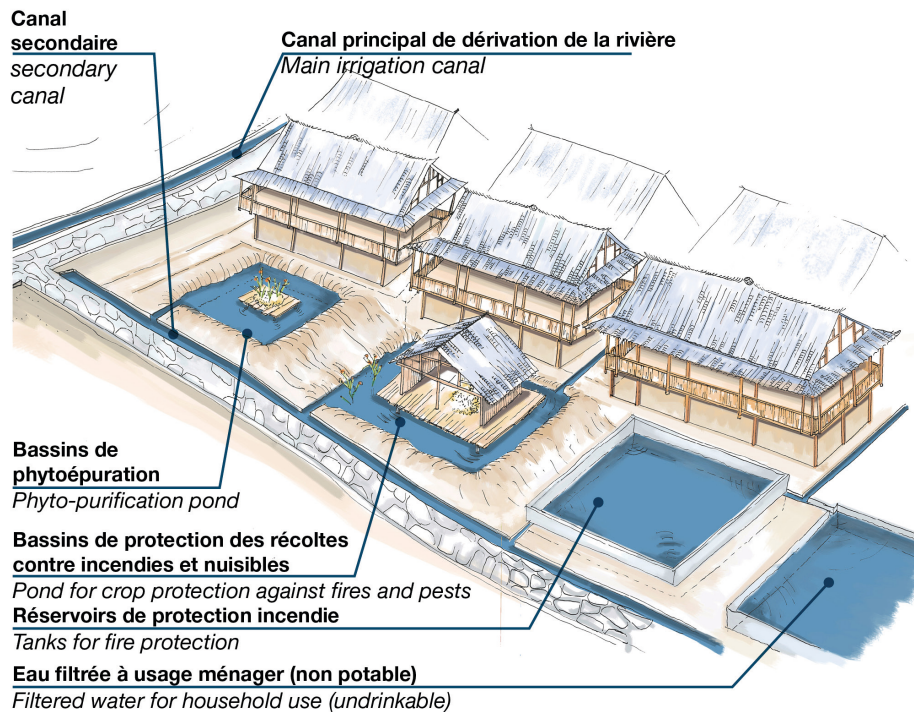 Canal
secondaire
secondary
canal
Canal principal de dérivation de la rivière
Main irrigation canal
Bassins de
phytoépuration
Phyto-purification pond
Bassins de protection des récoltes
contre incendies et nuisibles
Pond for crop protection against fires and pests
Réservoirs de protection incendie
Tanks for fire protection
Eau filtrée à usage ménager (non potable)
Filtered water for household use (undrinkable)